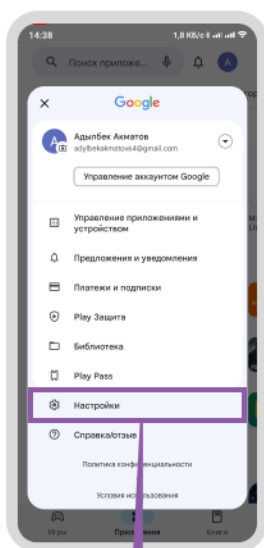 14:38
1,8 КБ/с
Поиск приложе...
A
Google
Адылбек Акматов
adylbekakmatov64@gmail.com
Управление аккаунтом Google
Управление приложениями и
устройством
Предложения и уведомления
Платежи и подписки
Play Защита
Библиотека
Play Pass
Настройки
Справка/отзыв
Политика конфиденциальности
Условия использования
Игры
Приложения
Книги